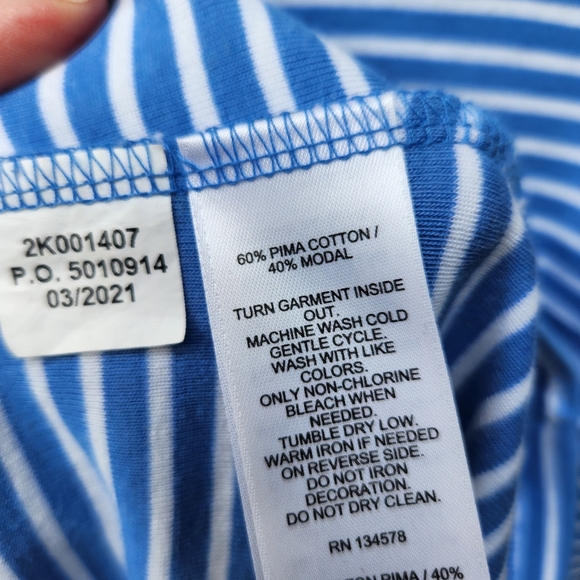 2K001407
P.O. 5010914
03/2021
60% PIMA COTTON /
40% MODAL
TURN GARMENT INSIDE
OUT.
MACHINE WASH COLD
GENTLE CYCLE.
WASH WITH LIKE
COLORS.
ONLY NON-CHLORINE
BLEACH WHEN
NEEDED.
TUMBLE DRY LOW.
WARM IRON IF NEEDED
ON REVERSE SIDE.
DO NOT IRON
DECORATION.
DO NOT DRY CLEAN.
RN 134578
PIMA / 40%